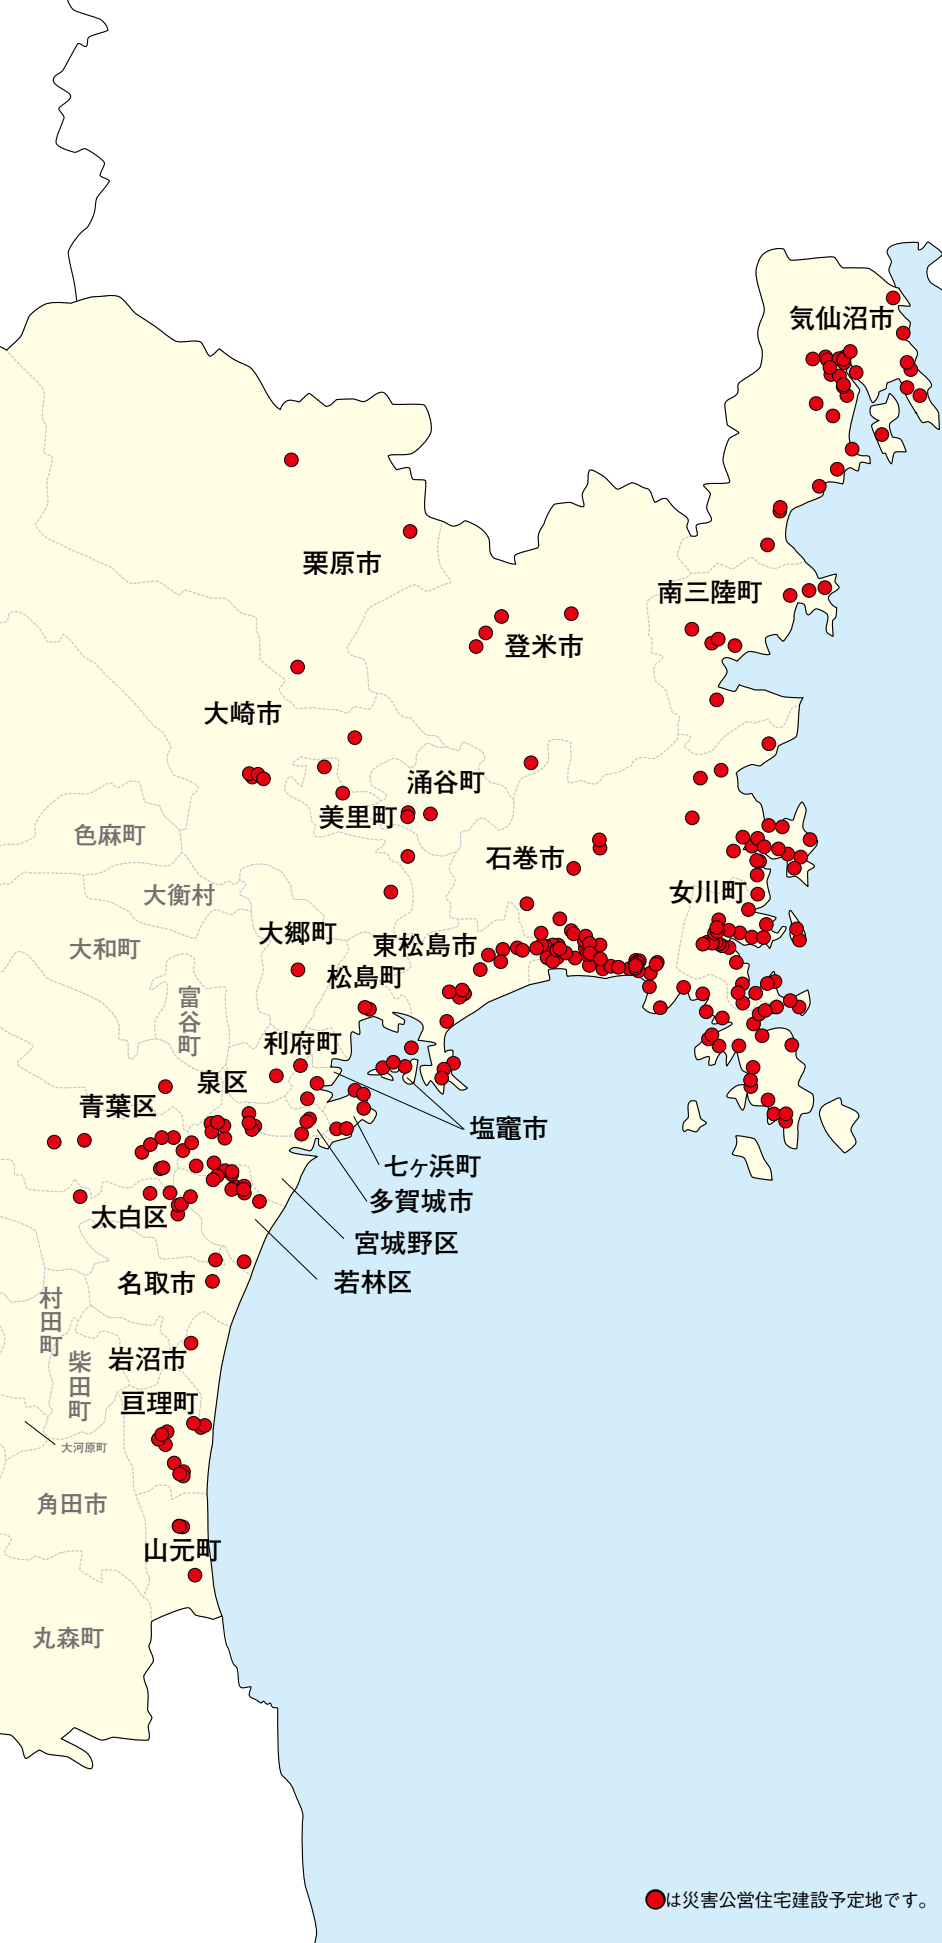 気仙沼市
栗原市
南三陸町
登米市
大崎市
涌谷町
美里町
色麻町
石巻市
大衡村
女川町
大郷町
東松島市
大和町
松島町
富谷町
利府町
泉区
青葉区
塩竈市
七ヶ浜町
多賀城市
太白区
宮城野区
若林区
名取市
村田町
岩沼市
柴田町
亘理町
大河原町
角田市
山元町
丸森町
は災害公営住宅建設予定地です。